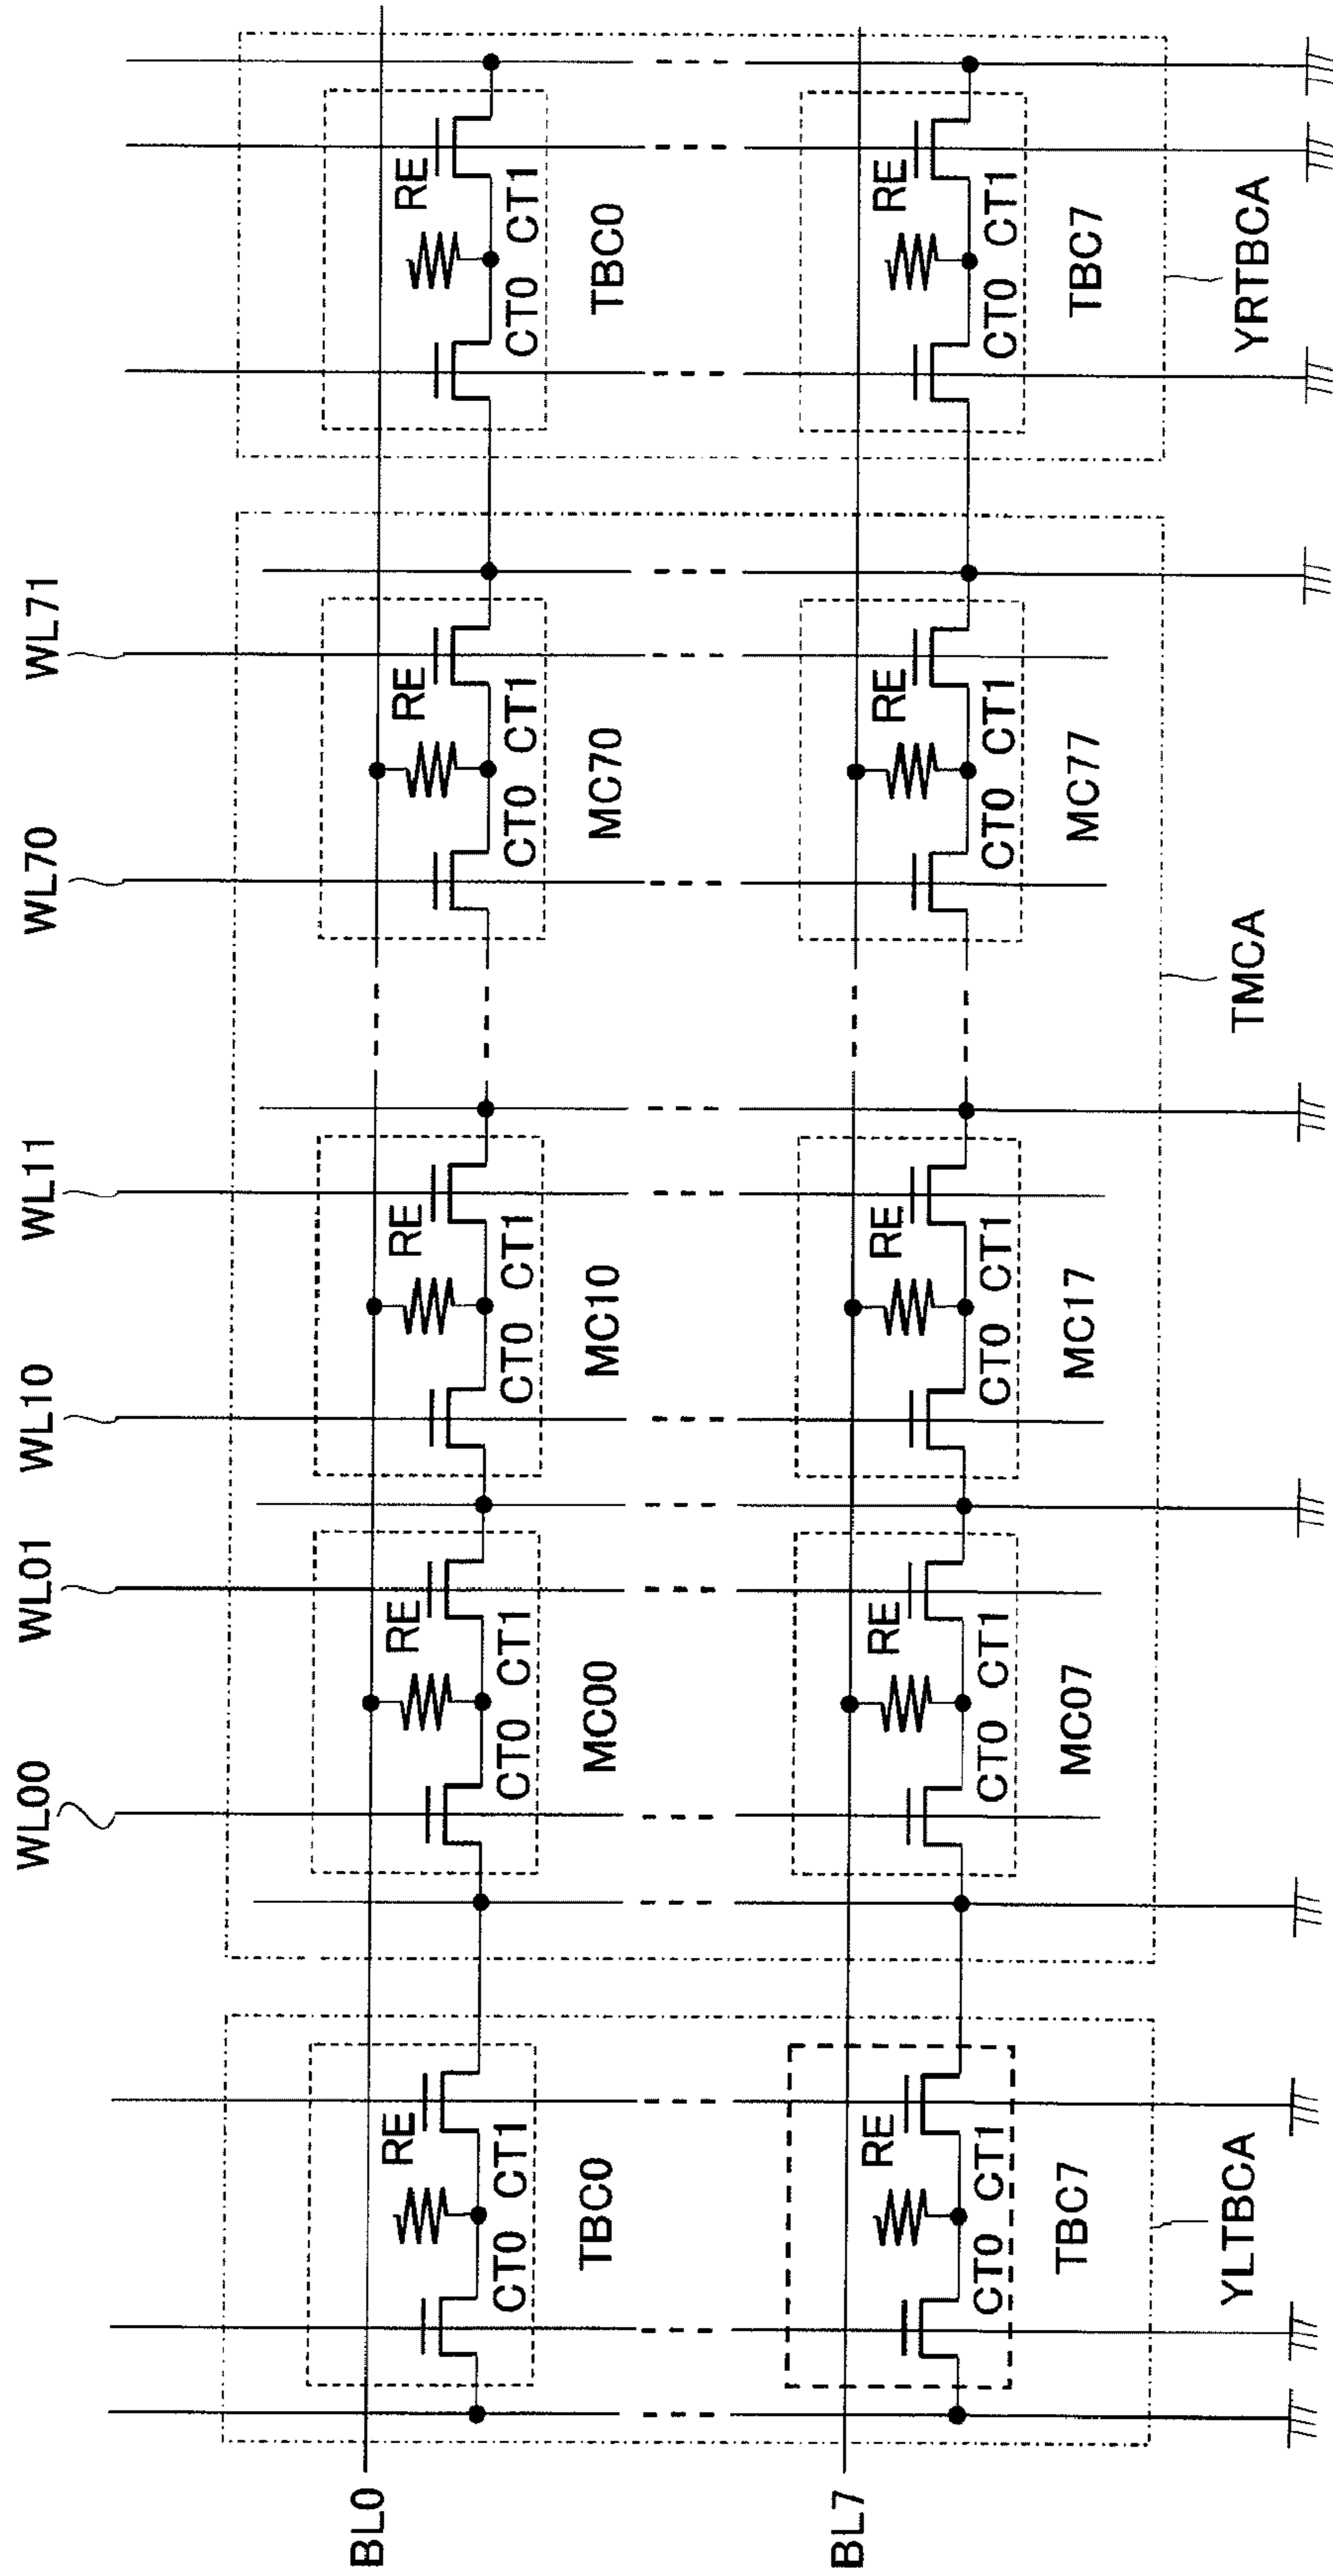 WL00 WL01 WL10 WL11 WL70 WL71
BL0
RE RE RE RE RE
CT0 CT1 CT0 CT1 CT0 CT1 CT0 CT1 CT0 CT1
TBC0 MC00 MC10 MC70 TBC0
BL7
RE RE RE RE RE
CT0 CT1 CT0 CT1 CT0 CT1 CT0 CT1 CT0 CT1
TBC7 MC07 MC17 MC77 TBC7
YLTBCA TMCA YRTBCA